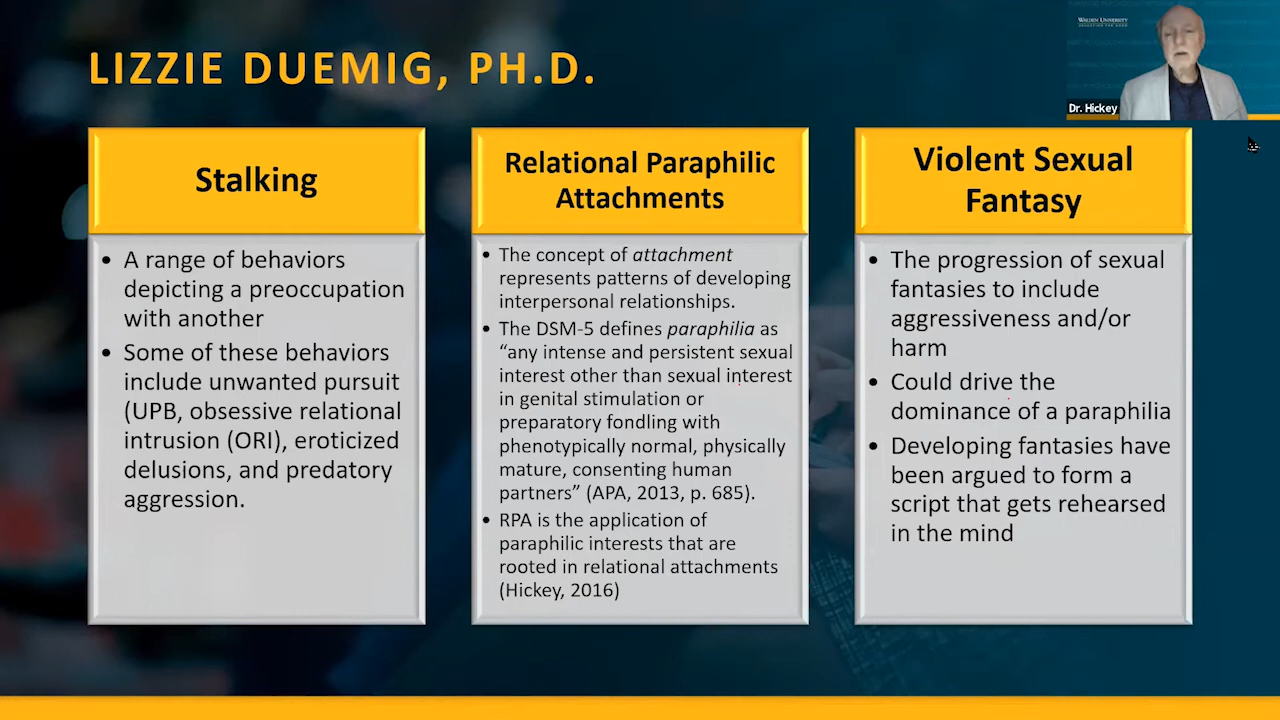 LIZZIE DUEMIG, PH.D.
WALDEN UNIVERSITY
Dr. Hickey
Stalking
• A range of behaviors
depicting a preoccupation
with another
• Some of these behaviors
include unwanted pursuit
(UPB, obsessive relational
intrusion (ORI), eroticized
delusions, and predatory
aggression.
Relational Paraphilic
Attachments
• The concept of attachment
represents patterns of developing
interpersonal relationships.
• The DSM-5 defines paraphilia as
“any intense and persistent sexual
interest other than sexual interest
in genital stimulation or
preparatory fondling with
phenotypically normal, physically
mature, consenting human
partners” (APA, 2013, p. 685).
• RPA is the application of
paraphilic interests that are
rooted in relational attachments
(Hickey, 2016)
Violent Sexual
Fantasy
• The progression of sexual
fantasies to include
aggressiveness and/or
harm
• Could drive the
dominance of a paraphilia
• Developing fantasies have
been argued to form a
script that gets rehearsed
in the mind